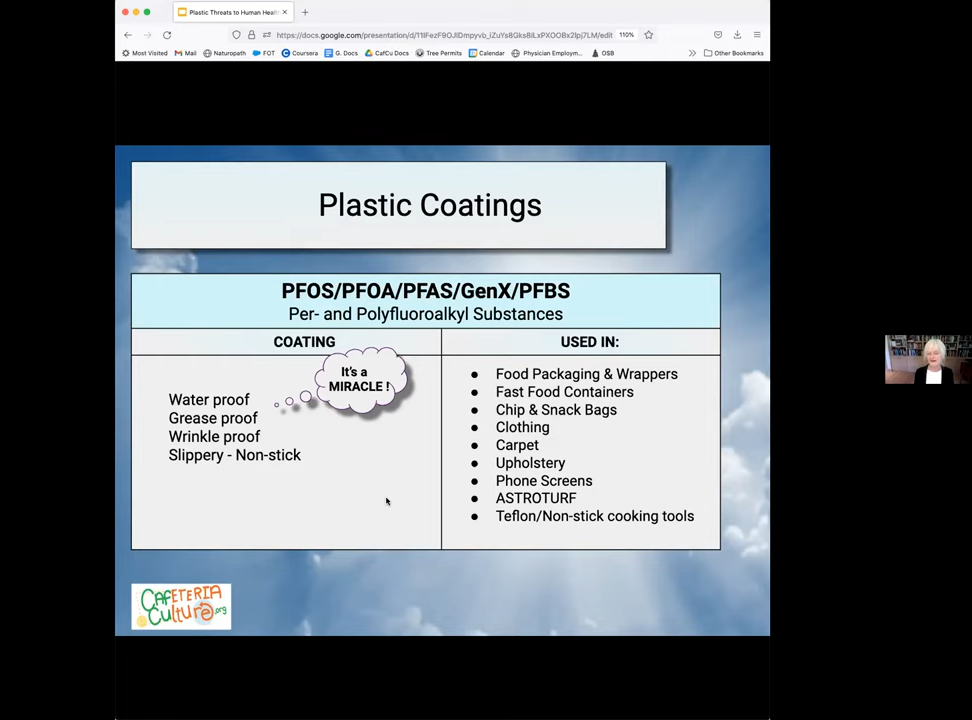 Plastic Threats to Human Heal
https://docs.google.com/presentation/d/11IFezF9OJlDmpyvb_iZuYs8Gks8iLxPXOOBx2lpj7LM/edit
110%
Most Visited
Mail
Naturopath
FOT
Coursera
G. Docs
CafCu Docs
Tree Permits
Calendar
Physician Employm...
OSB
Other Bookmarks
Plastic Coatings
PFOS/PFOA/PFAS/GenX/PFBS
Per- and Polyfluoroalkyl Substances
COATING
USED IN:
It's a
MIRACLE !
Water proof
Grease proof
Wrinkle proof
Slippery - Non-stick
Food Packaging & Wrappers
Fast Food Containers
Chip & Snack Bags
Clothing
Carpet
Upholstery
Phone Screens
ASTROTURF
Teflon/Non-stick cooking tools
CAFETERIA
CULTURE.org